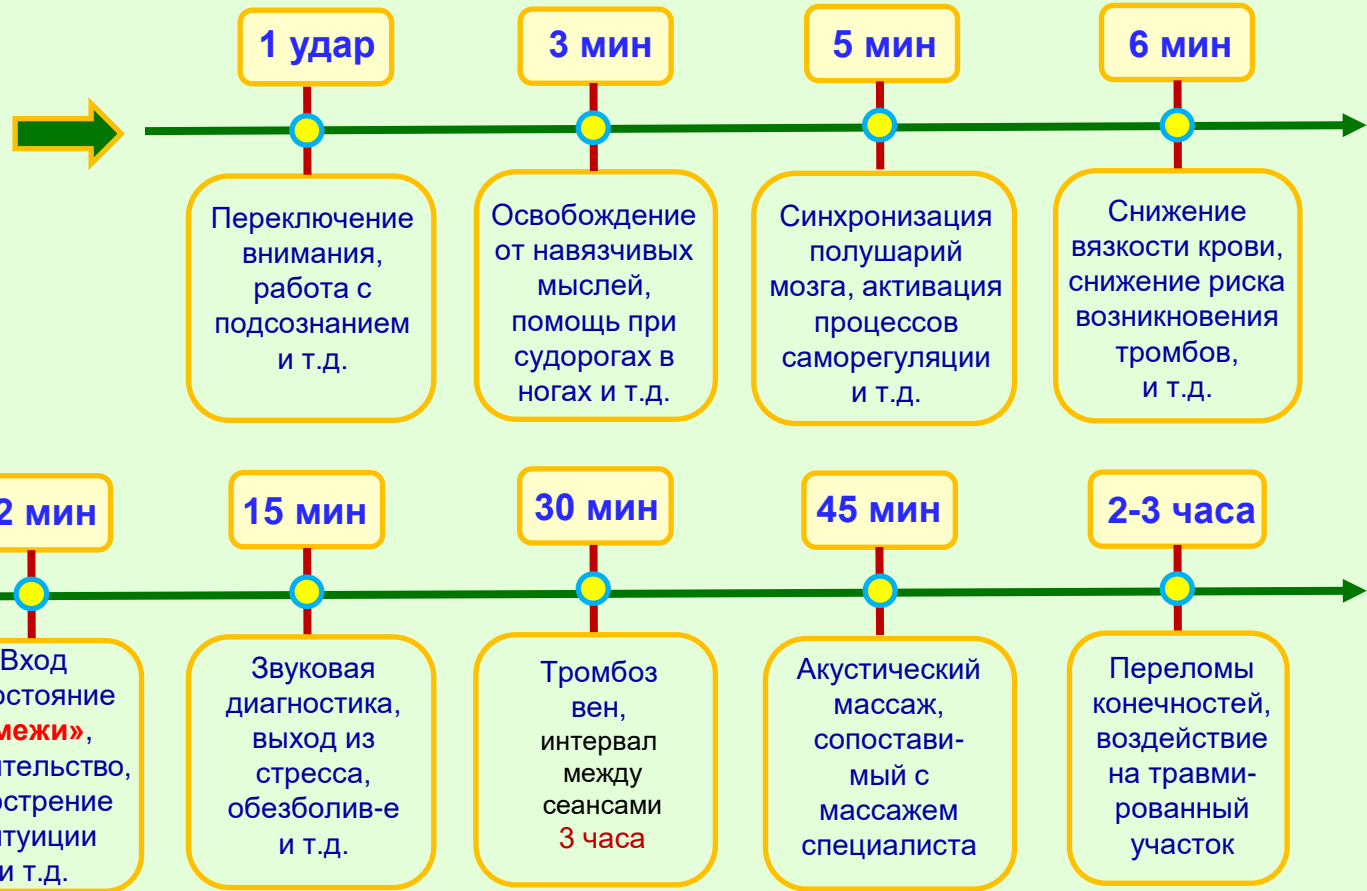 1 удар
3 мин
5 мин
6 мин
Переключение
внимания,
работа с
подсознанием
и т.д.
Освобождение
от навязчивых
мыслей,
помощь при
судорогах в
ногах и т.д.
Синхронизация
полушарий
мозга, активация
процессов
саморегуляции
и т.д.
Снижение
вязкости крови,
снижение риска
возникновения
тромбов,
и т.д.
2 мин
15 мин
30 мин
45 мин
2-3 часа
Вход
и т.д.
Звуковая
диагностика,
выход из
стресса,
обезболив-е
и т.д.
Тромбоз
вен,
интервал
между
сеансами
3 часа
Акустический
массаж,
сопостави-
мый с
массажем
специалиста
Переломы
конечностей,
воздействие
на травми-
рованный
участок